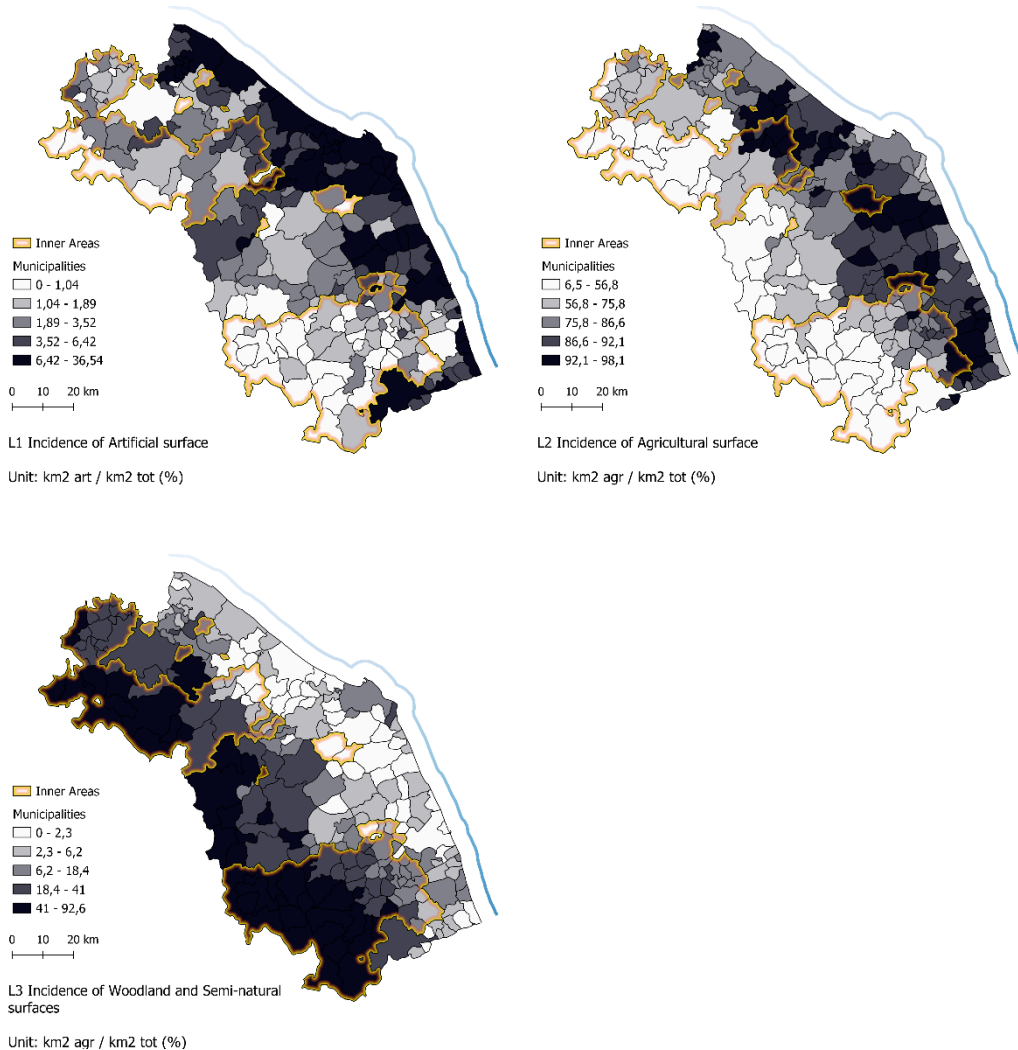 Inner Areas
Municipalities
0 - 1,04
1,04 - 1,89
1,89 - 3,52
3,52 - 6,42
6,42 - 36,54
0 10 20 km
L1 Incidence of Artificial surface
Unit: km2 art / km2 tot (%)
Inner Areas
Municipalities
6,5 - 56,8
56,8 - 75,8
75,8 - 86,6
86,6 - 92,1
92,1 - 98,1
0 10 20 km
L2 Incidence of Agricultural surface
Unit: km2 agr / km2 tot (%)
Inner Areas
Municipalities
0 - 2,3
2,3 - 6,2
6,2 - 18,4
18,4 - 41
41 - 92,6
0 10 20 km
L3 Incidence of Woodland and Semi-natural
surfaces
Unit: km2 agr / km2 tot (%)